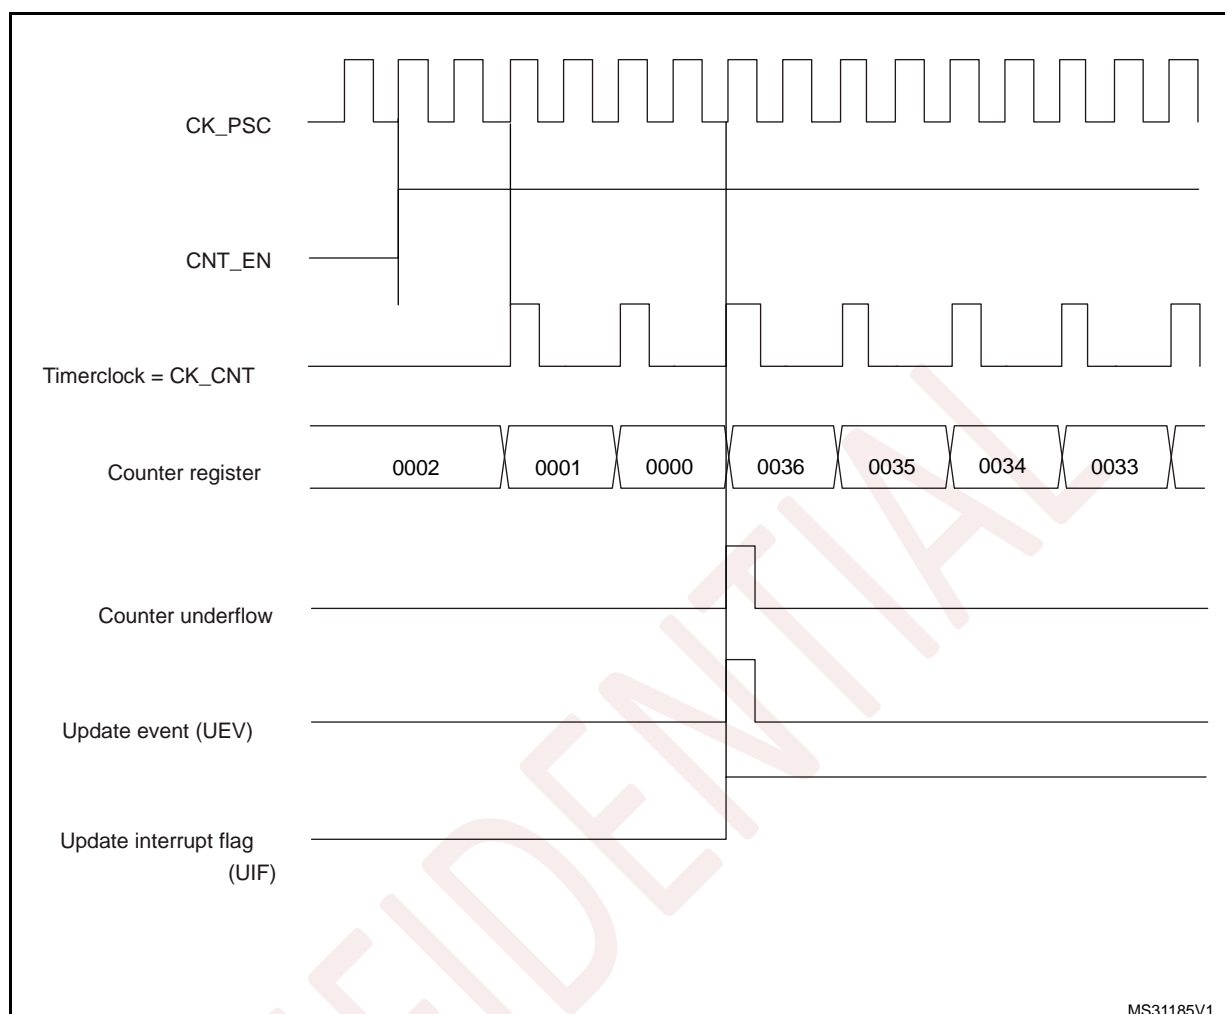 CK_PSC
CNT_EN
Timerclock = CK_CNT
Counter register 0002 0001 0000 0036 0035 0034 0033
Counter underflow
Update event (UEV)
Update interrupt flag
(UIF)
MS31185V1